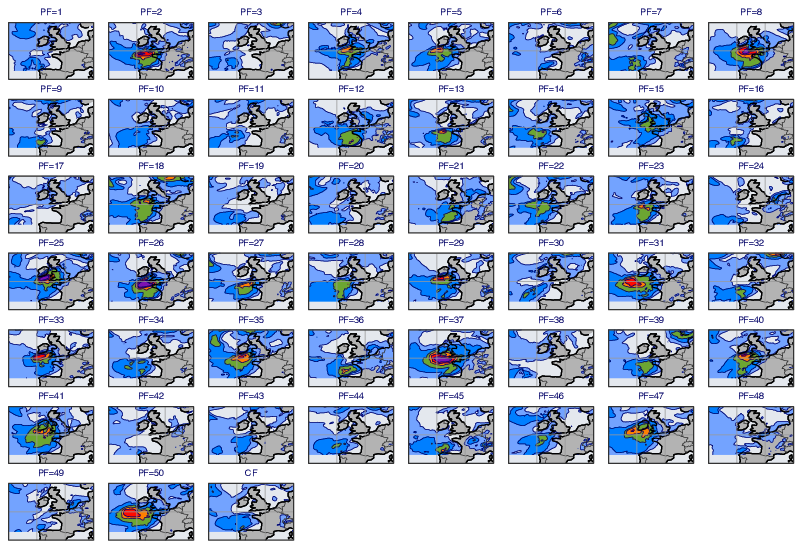 PF=1 PF=2 PF=3 PF=4 PF=5 PF=6 PF=7 PF=8
PF=9 PF=10 PF=11 PF=12 PF=13 PF=14 PF=15 PF=16
PF=17 PF=18 PF=19 PF=20 PF=21 PF=22 PF=23 PF=24
PF=25 PF=26 PF=27 PF=28 PF=29 PF=30 PF=31 PF=32
PF=33 PF=34 PF=35 PF=36 PF=37 PF=38 PF=39 PF=40
PF=41 PF=42 PF=43 PF=44 PF=45 PF=46 PF=47 PF=48
PF=49 PF=50 CF